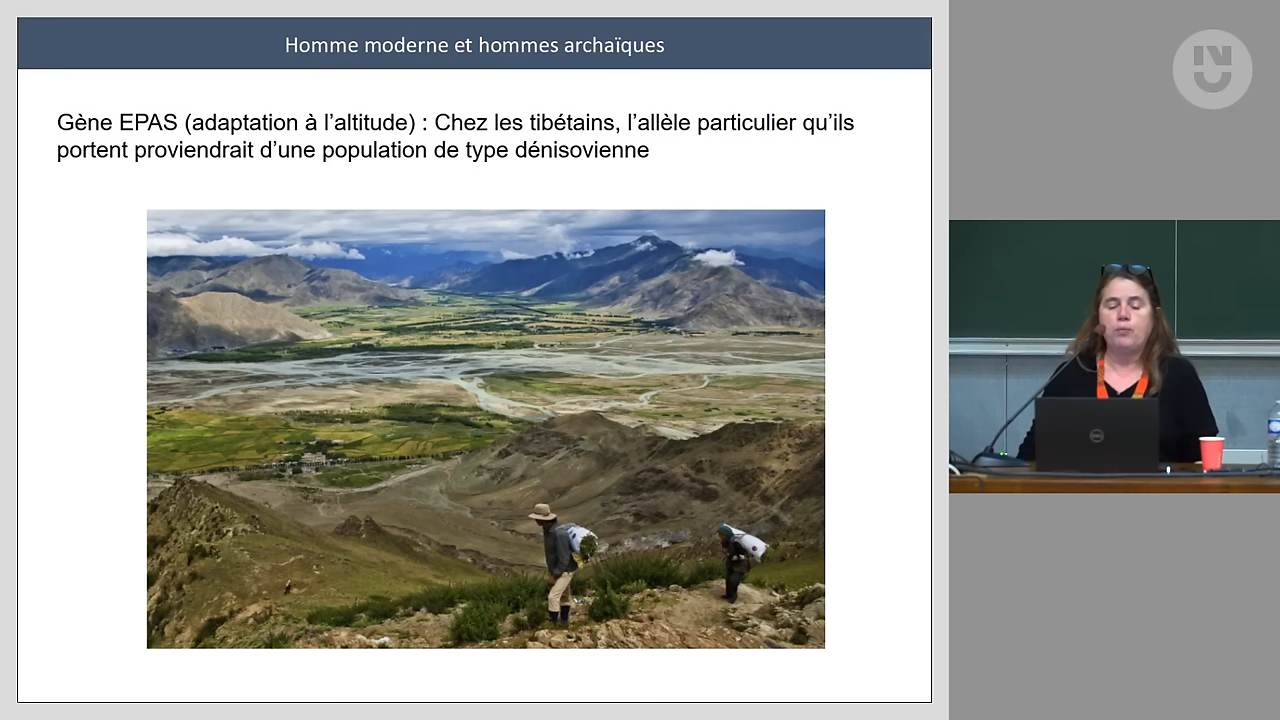 Homme moderne et hommes archaïques
Gène EPAS (adaptation à l'altitude) : Chez les tibétains, l'allèle particulier qu'ils
portent proviendrait d'une population de type dénisovienne